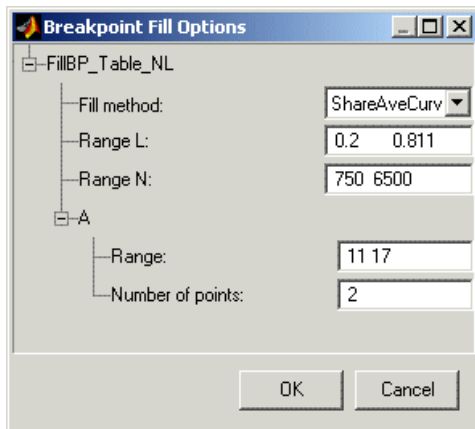 Breakpoint Fill Options
FillBP_Table_NL
Fill method: ShareAveCurv
Range L: 0.2 0.811
Range N: 750 6500
A
Range: 11 17
Number of points: 2
OK Cancel